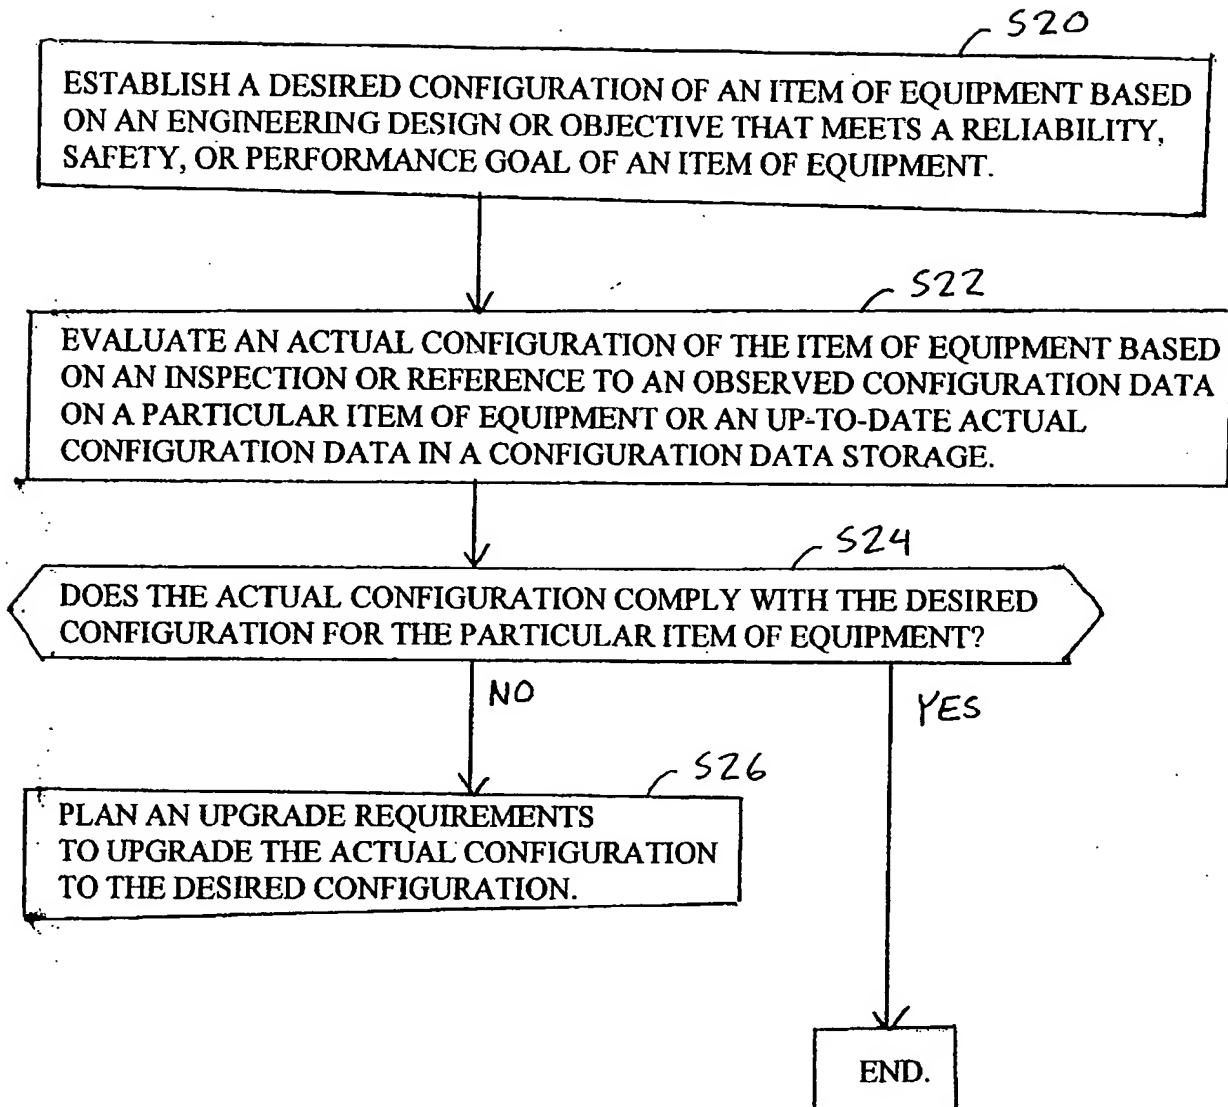 S20
ESTABLISH A DESIRED CONFIGURATION OF AN ITEM OF EQUIPMENT BASED
ON AN ENGINEERING DESIGN OR OBJECTIVE THAT MEETS A RELIABILITY,
SAFETY, OR PERFORMANCE GOAL OF AN ITEM OF EQUIPMENT.
S22
EVALUATE AN ACTUAL CONFIGURATION OF THE ITEM OF EQUIPMENT BASED
ON AN INSPECTION OR REFERENCE TO AN OBSERVED CONFIGURATION DATA
ON A PARTICULAR ITEM OF EQUIPMENT OR AN UP-TO-DATE ACTUAL
CONFIGURATION DATA IN A CONFIGURATION DATA STORAGE.
S24
DOES THE ACTUAL CONFIGURATION COMPLY WITH THE DESIRED
CONFIGURATION FOR THE PARTICULAR ITEM OF EQUIPMENT?
NO
YES
S26
PLAN AN UPGRADE REQUIREMENTS
TO UPGRADE THE ACTUAL CONFIGURATION
TO THE DESIRED CONFIGURATION.
END.